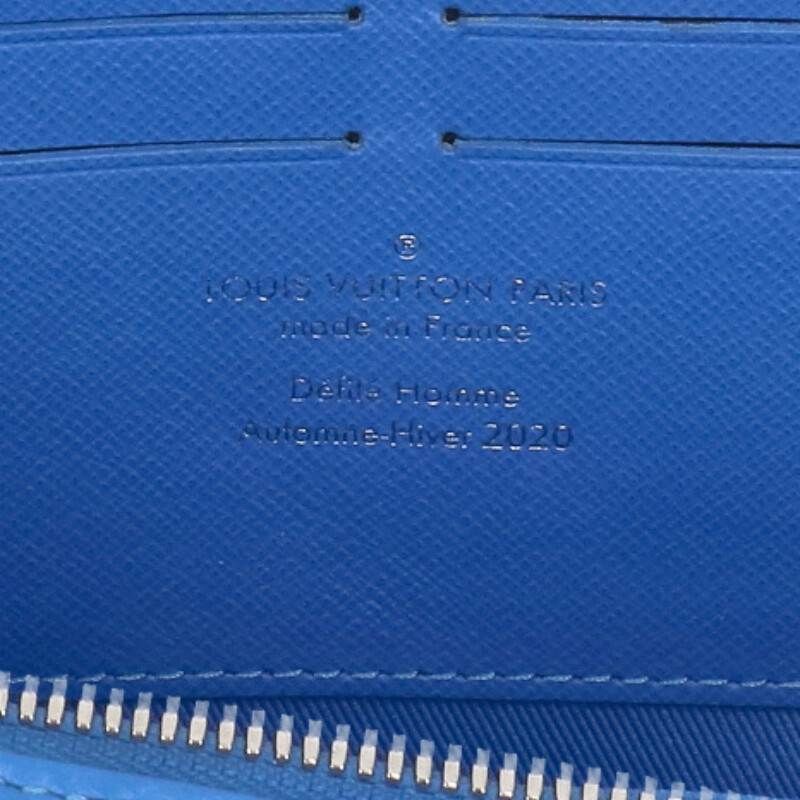 ®
LOUIS VUITTON PARIS
made in France
Défilé Homme
Automne-Hiver 2020